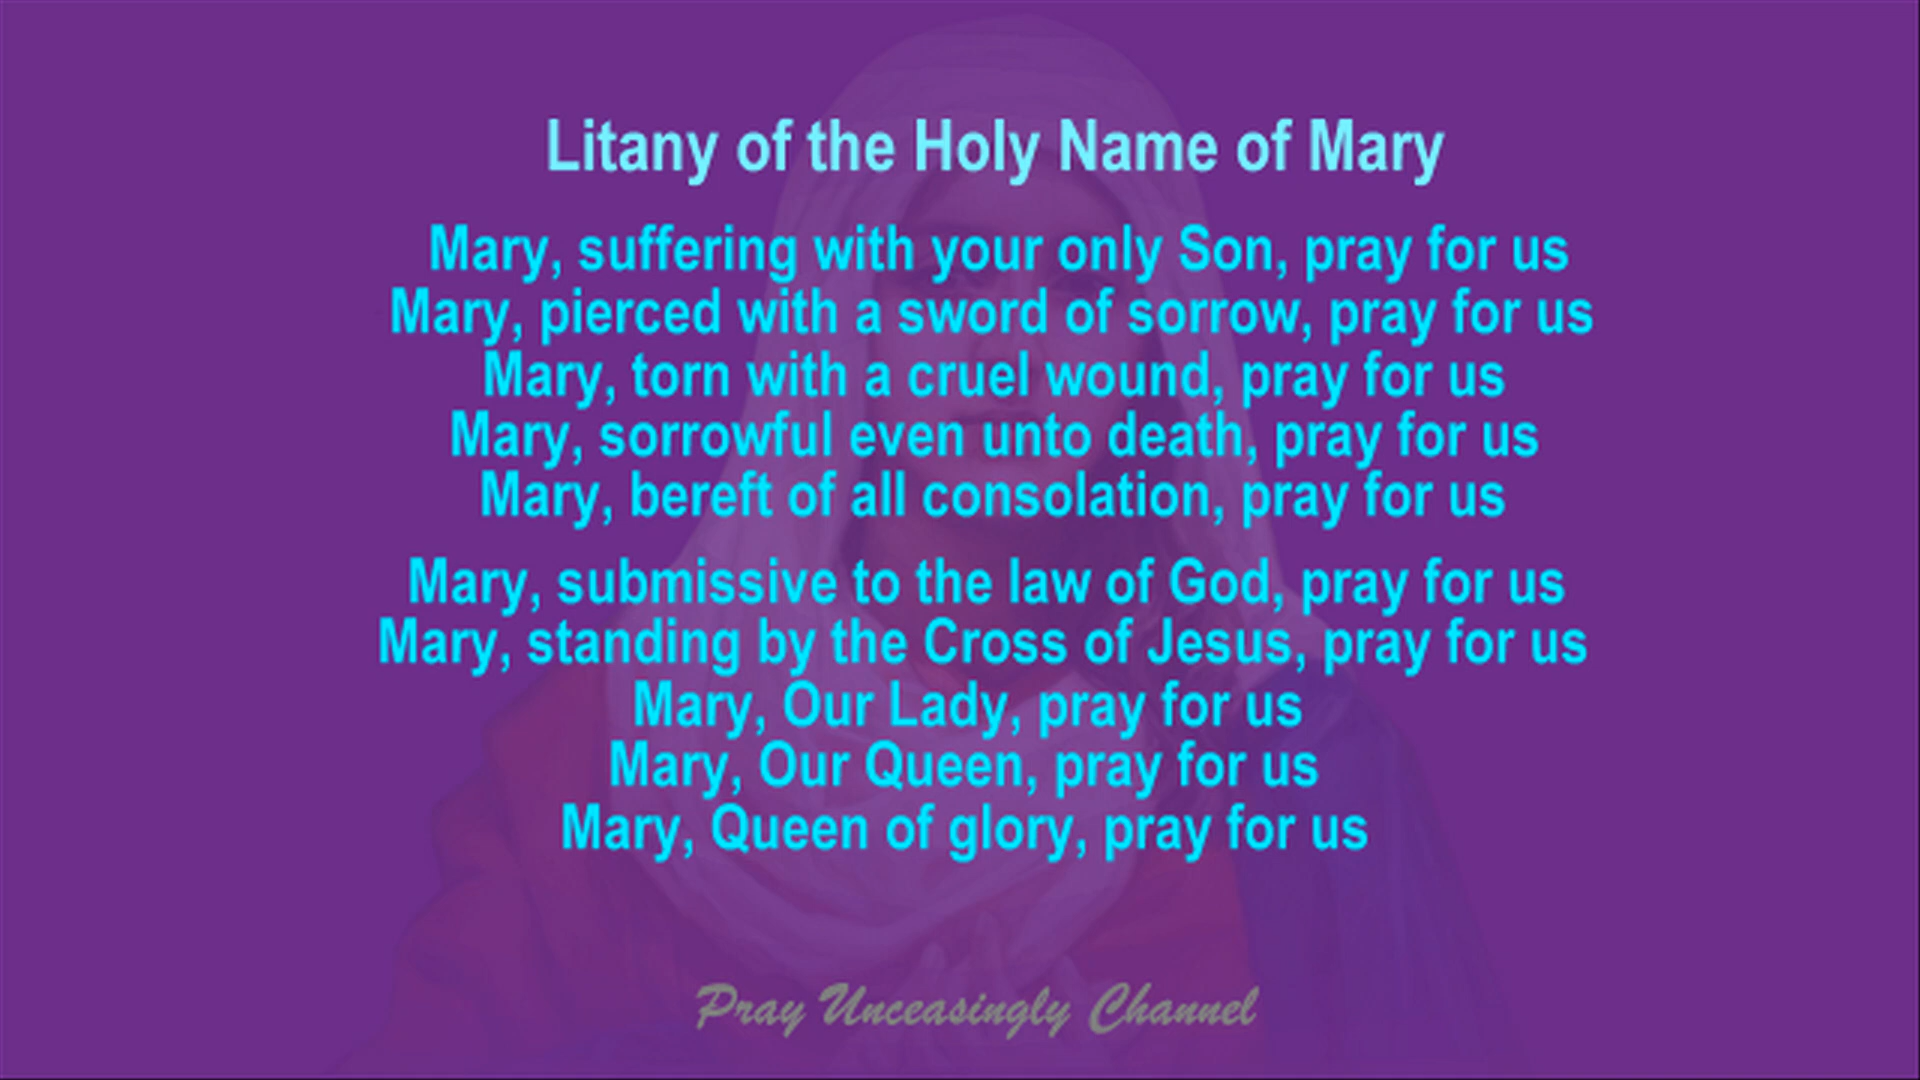 Litany of the Holy Name of Mary
Mary, suffering with your only Son, pray for us
Mary, pierced with a sword of sorrow, pray for us
Mary, torn with a cruel wound, pray for us
Mary, sorrowful even unto death, pray for us
Mary, bereft of all consolation, pray for us
Mary, submissive to the law of God, pray for us
Mary, standing by the Cross of Jesus, pray for us
Mary, Our Lady, pray for us
Mary, Our Queen, pray for us
Mary, Queen of glory, pray for us
Pray Unceasingly Channel